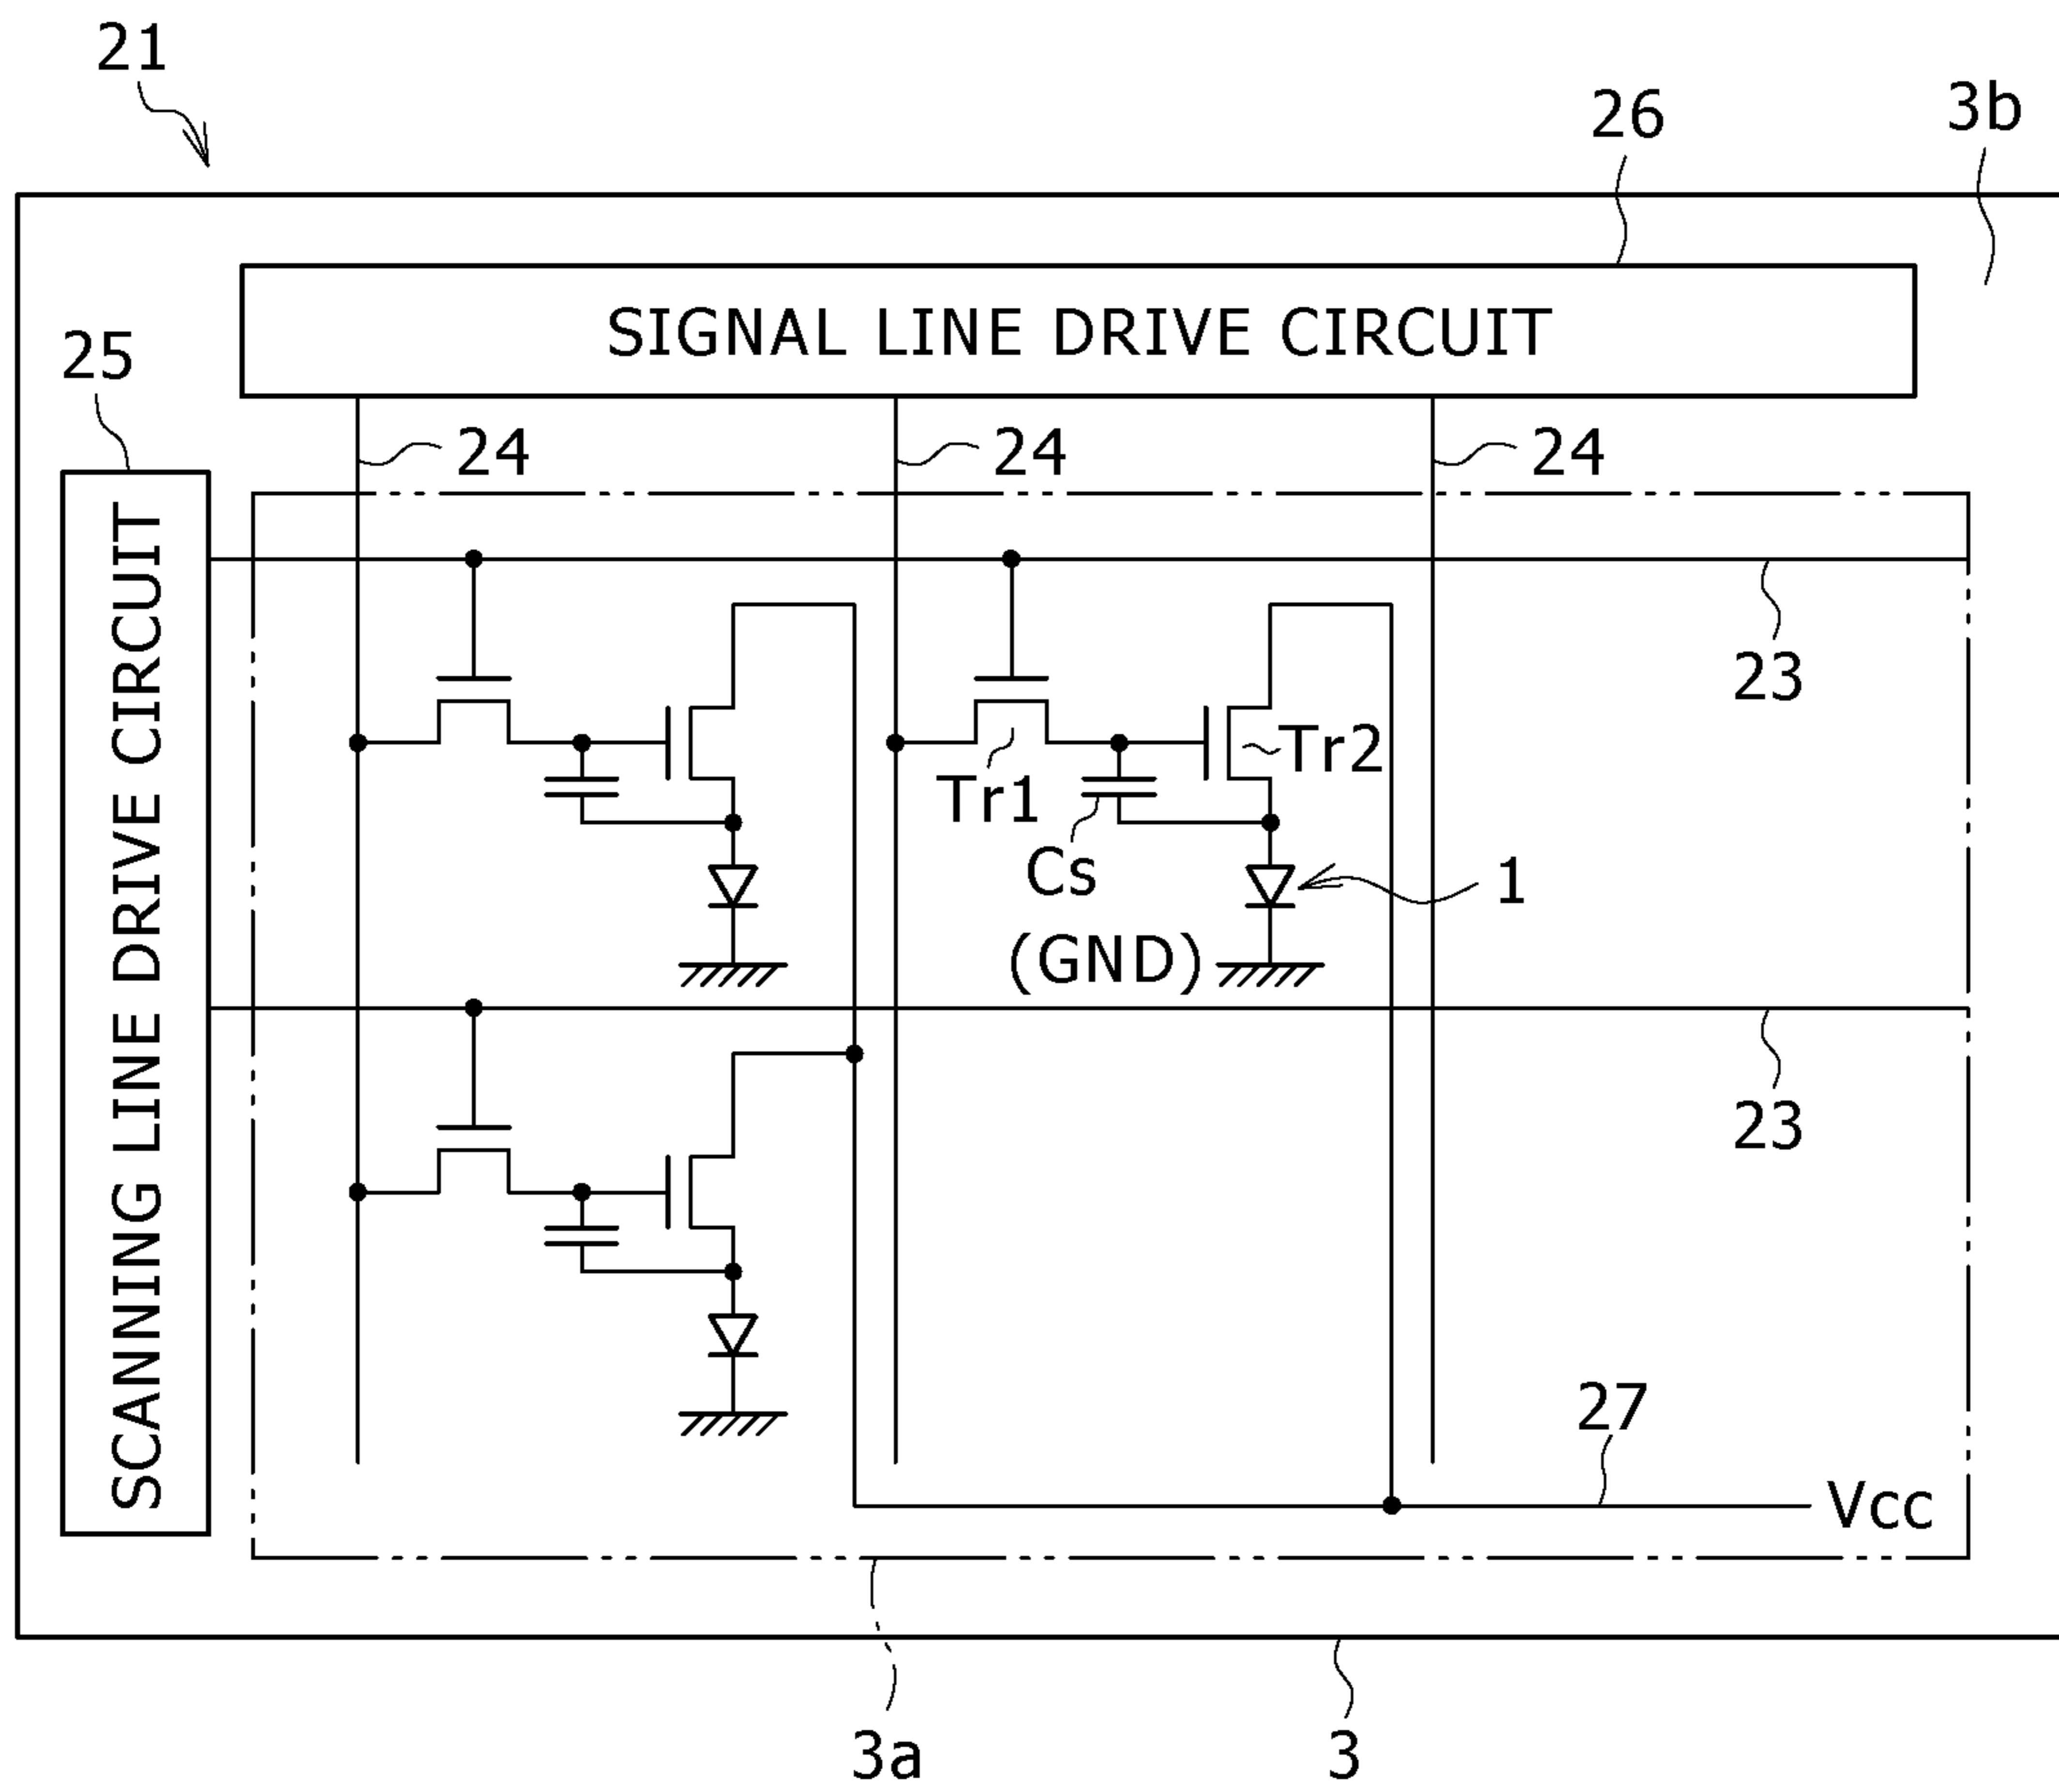 21
26
3b
SIGNAL LINE DRIVE CIRCUIT
25
24
24
24
SCANNING LINE DRIVE CIRCUIT
23
Tr2
Tr1
Cs
1
(GND)
23
27
Vcc
3a
3